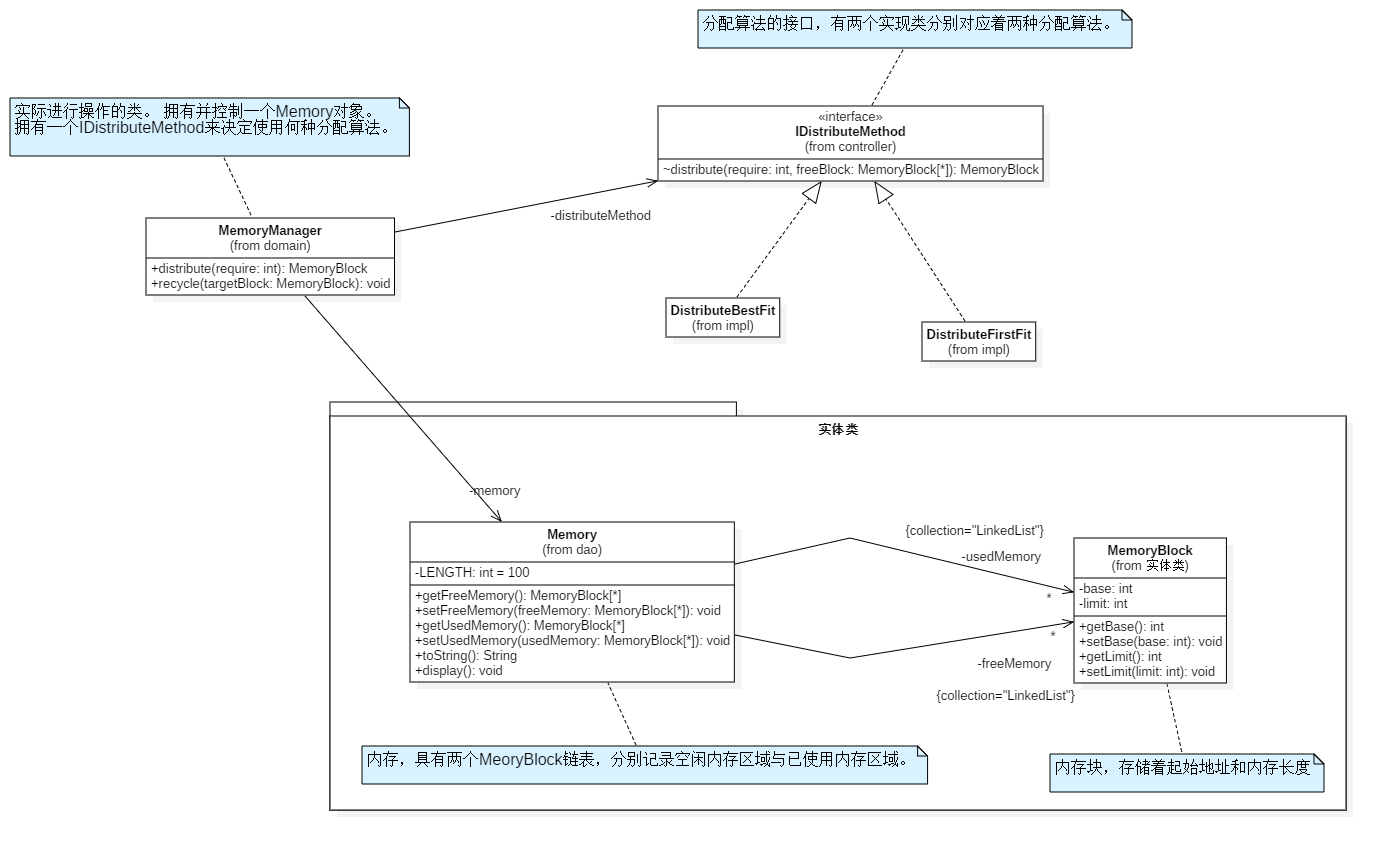 分配算法的接口，有两个实现类分别对应着两种分配算法。
实际进行操作的类。 拥有并控制一个Memory对象。
拥有一个IDistributeMethod来决定使用何种分配算法。
«interface»
IDistributeMethod
(from controller)
~distribute(require: int, freeBlock: MemoryBlock[*]): MemoryBlock
-distributeMethod
MemoryManager
(from domain)
+distribute(require: int): MemoryBlock
+recycle(targetBlock: MemoryBlock): void
DistributeBestFit
(from impl)
DistributeFirstFit
(from impl)
实体类
-memory
Memory
(from dao)
-LENGTH: int = 100
+getFreeMemory(): MemoryBlock[*]
+setFreeMemory(freeMemory: MemoryBlock[*]): void
+getUsedMemory(): MemoryBlock[*]
+setUsedMemory(usedMemory: MemoryBlock[*]): void
+toString(): String
+display(): void
{collection="LinkedList"}
-usedMemory
*
*
-freeMemory
{collection="LinkedList"}
MemoryBlock
(from 实体类)
-base: int
-limit: int
+getBase(): int
+setBase(base: int): void
+getLimit(): int
+setLimit(limit: int): void
内存，具有两个MeoryBlock链表，分别记录空闲内存区域与已使用内存区域。
内存块，存储着起始地址和内存长度